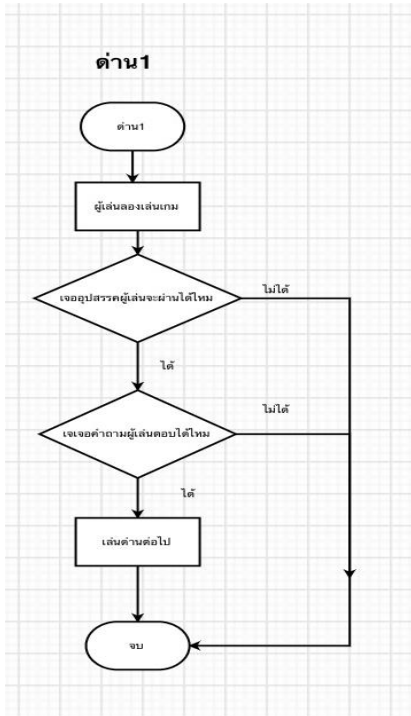 ด่าน1
ด่าน1
ผู้เล่นลองเล่นเกม
เจออุปสรรคผู้เล่นจะผ่านได้ไหม
ไม่ได้
ได้
เจเจอคำถามผู้เล่นตอบได้ไหม
ไม่ได้
ได้
เล่นด่านต่อไป
จบ